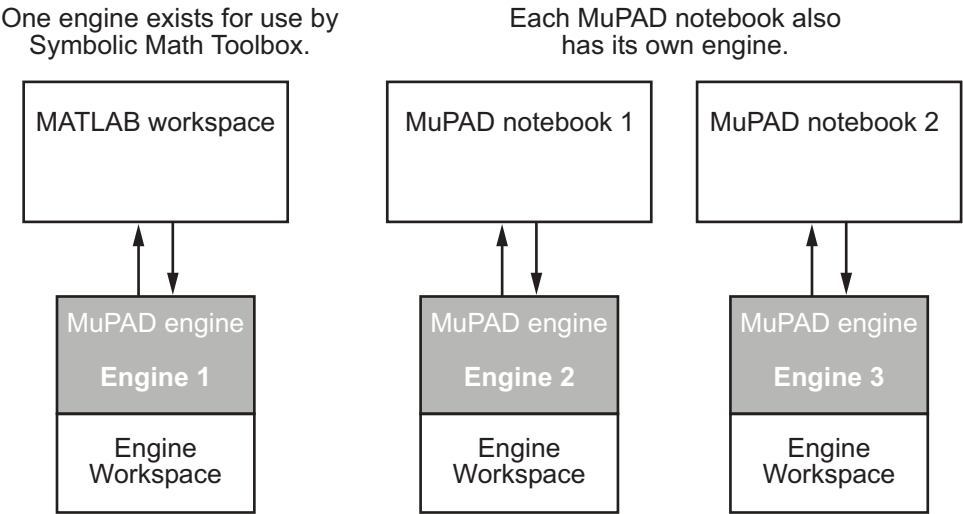 One engine exists for use by
Symbolic Math Toolbox.
Each MuPAD notebook also
has its own engine.
MATLAB workspace
MuPAD notebook 1
MuPAD notebook 2
MuPAD engine
Engine 1
MuPAD engine
Engine 2
MuPAD engine
Engine 3
Engine
Workspace
Engine
Workspace
Engine
Workspace